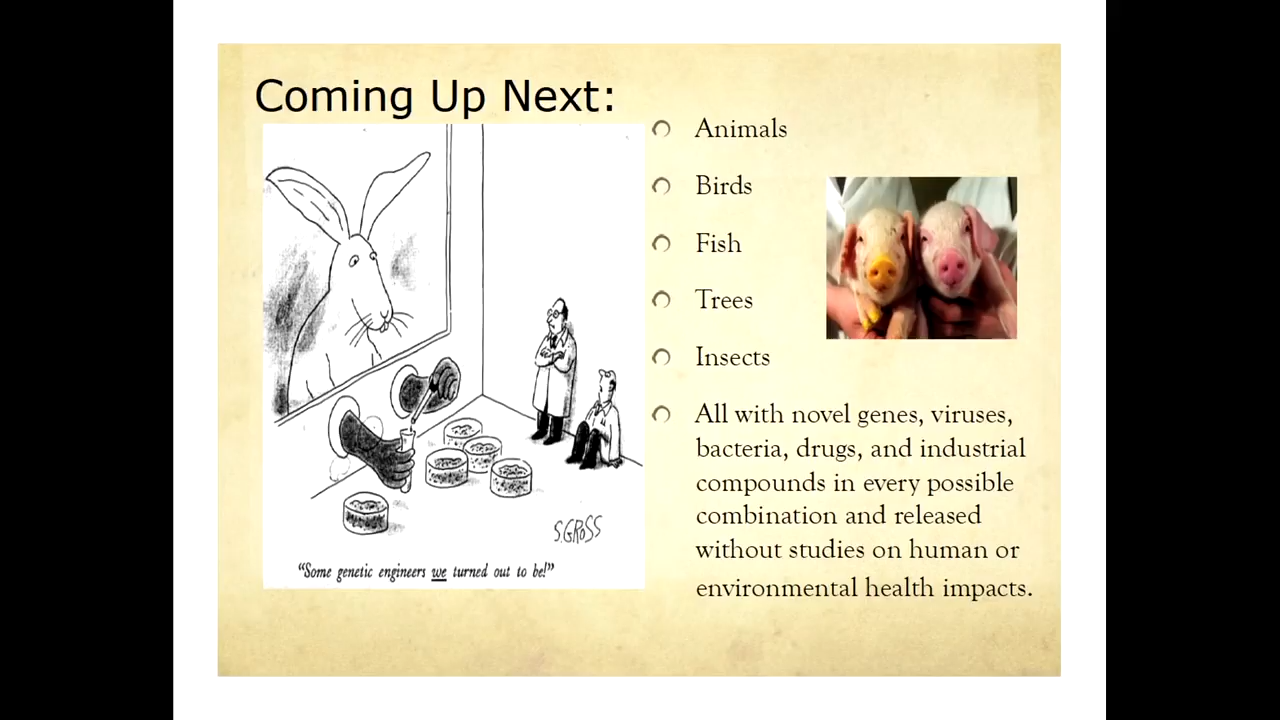 Coming Up Next:
Animals
Birds
Fish
Trees
Insects
All with novel genes, viruses,
bacteria, drugs, and industrial
compounds in every possible
combination and released
without studies on human or
environmental health impacts.
S.GROSS
“Some genetic engineers we turned out to be!”